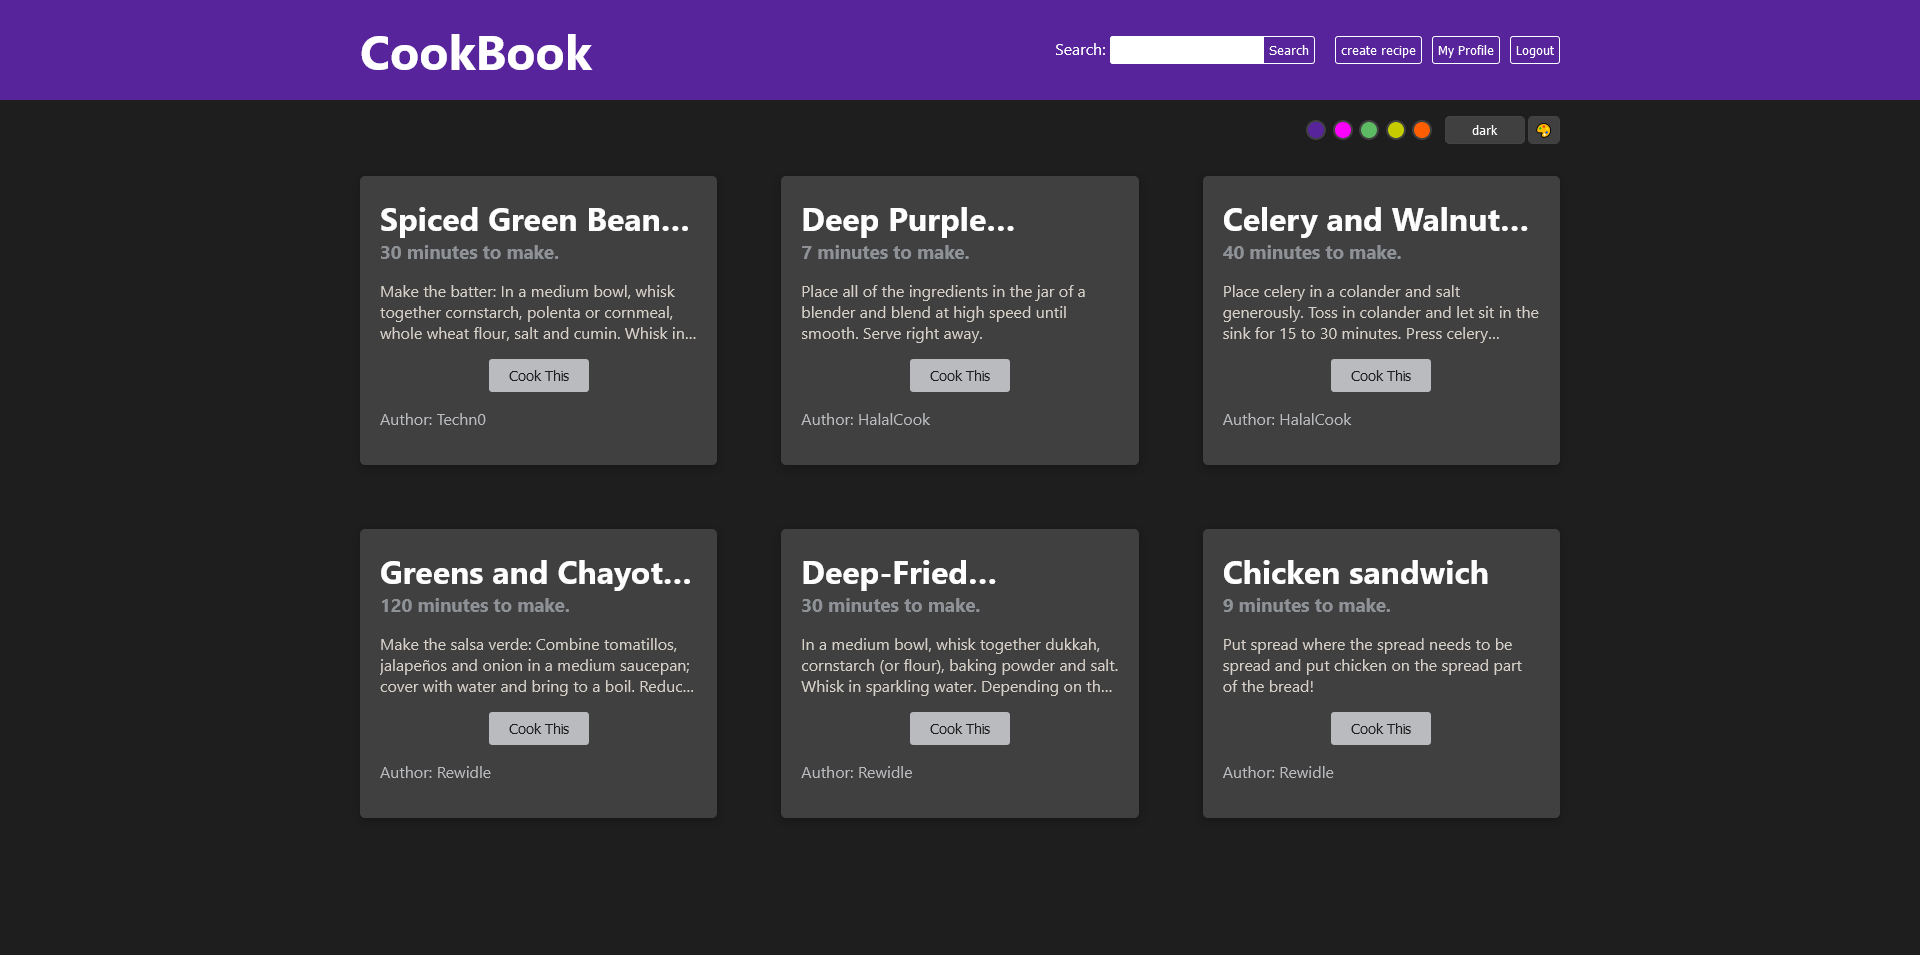 CookBook
Search:
Search
create recipe
My Profile
Logout
dark
Spiced Green Bean...
30 minutes to make.
Make the batter: In a medium bowl, whisk
together cornstarch, polenta or cornmeal,
whole wheat flour, salt and cumin. Whisk in...
Cook This
Author: Techn0
Deep Purple...
7 minutes to make.
Place all of the ingredients in the jar of a
blender and blend at high speed until
smooth. Serve right away.
Cook This
Author: HalalCook
Celery and Walnut...
40 minutes to make.
Place celery in a colander and salt
generously. Toss in colander and let sit in the
sink for 15 to 30 minutes. Press celery...
Cook This
Author: HalalCook
Greens and Chayot...
120 minutes to make.
Make the salsa verde: Combine tomatillos,
jalapeños and onion in a medium saucepan;
cover with water and bring to a boil. Reduc...
Cook This
Author: Rewidle
Deep-Fried...
30 minutes to make.
In a medium bowl, whisk together dukkah,
cornstarch (or flour), baking powder and salt.
Whisk in sparkling water. Depending on th...
Cook This
Author: Rewidle
Chicken sandwich
9 minutes to make.
Put spread where the spread needs to be
spread and put chicken on the spread part
of the bread!
Cook This
Author: Rewidle